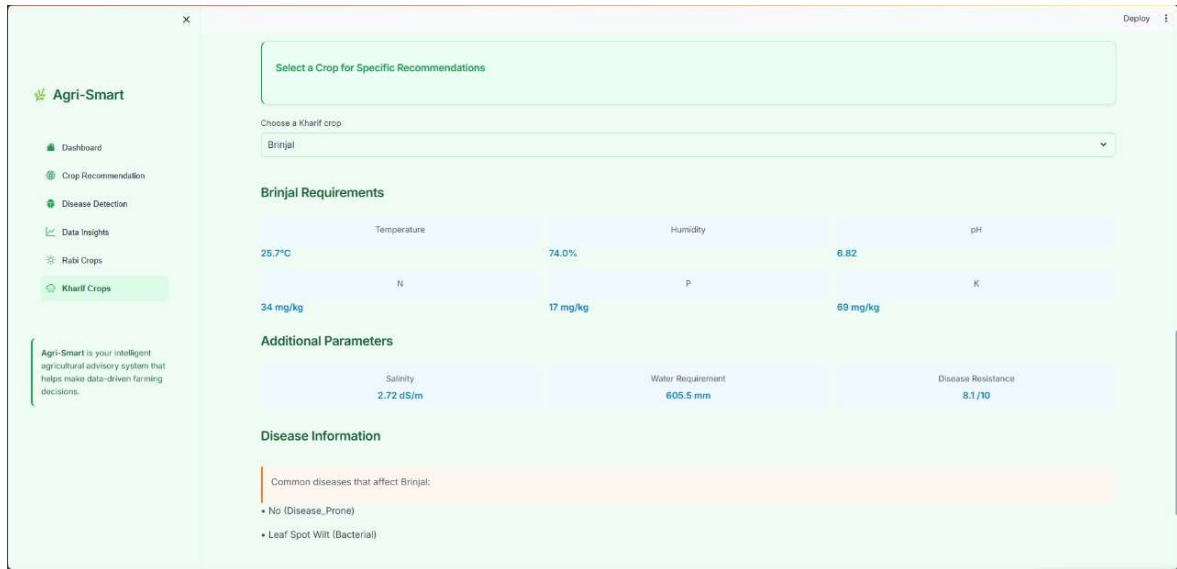 Deploy
Agri-Smart
Dashboard
Crop Recommendation
Disease Detection
Data Insights
Rabi Crops
Kharif Crops
Agri-Smart is your intelligent
agricultural advisory system that
helps make data-driven farming
decisions.
Select a Crop for Specific Recommendations
Choose a Kharif crop
Brinjal
Brinjal Requirements
Temperature Humidity pH
25.7°C 74.0% 6.82
N P K
34 mg/kg 17 mg/kg 69 mg/kg
Additional Parameters
Salinity Water Requirement Disease Resistance
2.72 dS/m 605.5 mm 8.1 /10
Disease Information
Common diseases that affect Brinjal:
• No (Disease_Prone)
• Leaf Spot Wilt (Bacterial)